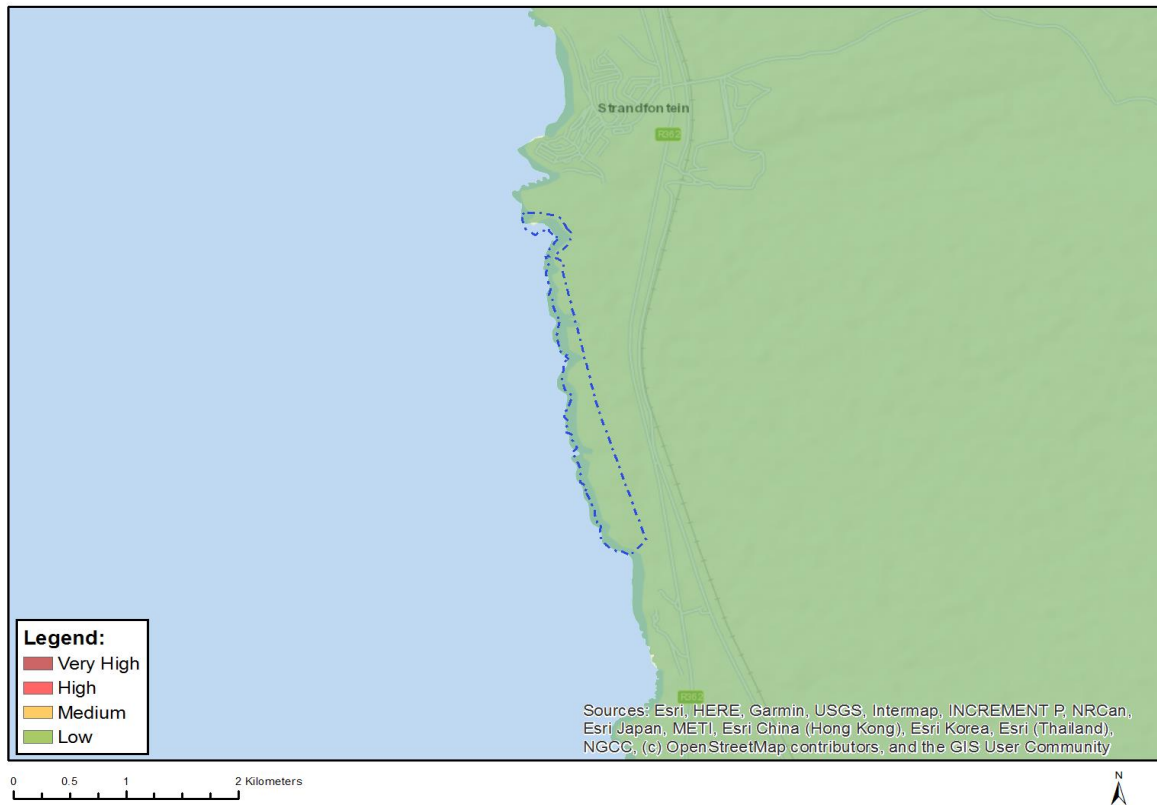 Strandfontein
R362
R362
Legend:
Very High
High
Medium
Low
Sources: Esri, HERE, Garmin, USGS, Intermap, INCREMENT P, NRCan,
Esri Japan, METI, Esri China (Hong Kong), Esri Korea, Esri (Thailand),
NGCC, (c) OpenStreetMap contributors, and the GIS User Community
0 0.5 1 2 Kilometers
N